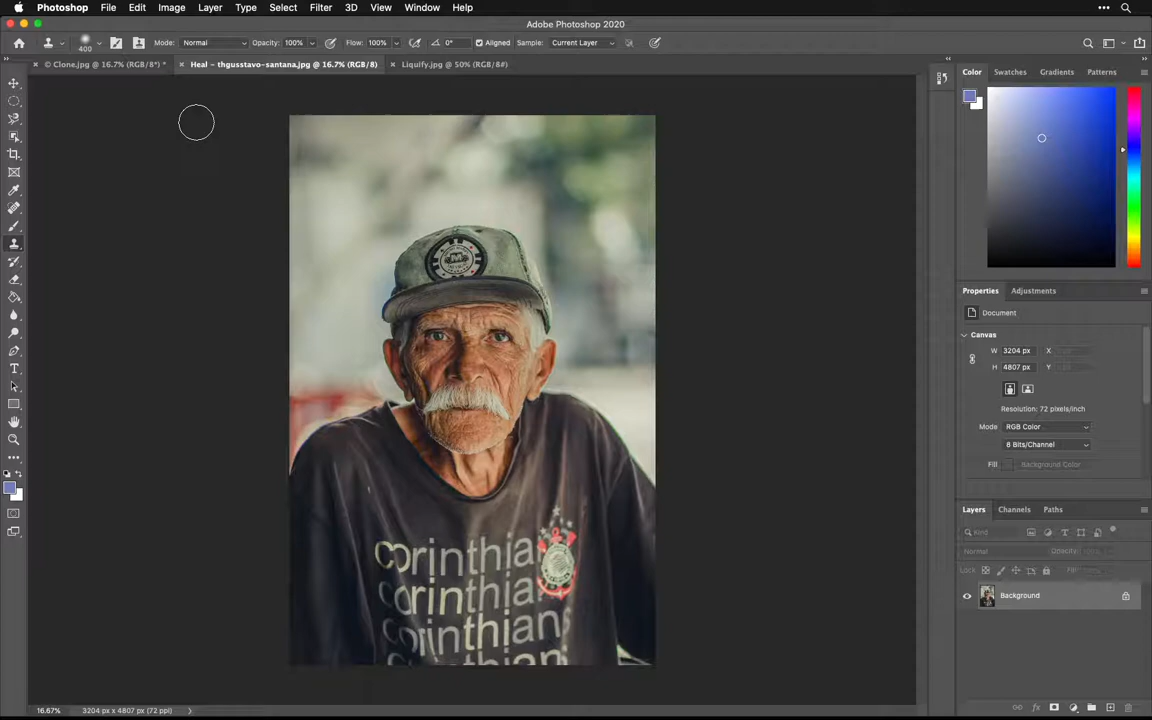 Photoshop File Edit Image Layer Type Select Filter 3D View Window Help
Adobe Photoshop 2020
400 Mode: Normal Opacity: 100% Flow: 100% 0° Aligned Sample: Current Layer
© Clone.jpg @ 16.7% (RGB/8*) * Heal – thgusstavo-santana.jpg @ 16.7% (RGB/8) Liquify.jpg @ 50% (RGB/8#)
Color Swatches Gradients Patterns
Properties Adjustments
Document
Canvas
W 3204 px X
H 4807 px Y
Resolution: 72 pixels/inch
Mode RGB Color
8 Bits/Channel
Fill Background Color
Layers Channels Paths
Kind
Normal Opacity:
Lock: Fill:
Background
M
corinthia
corinthia
corinthians
corinthians
16.67% 3204 px x 4807 px (72 ppi)